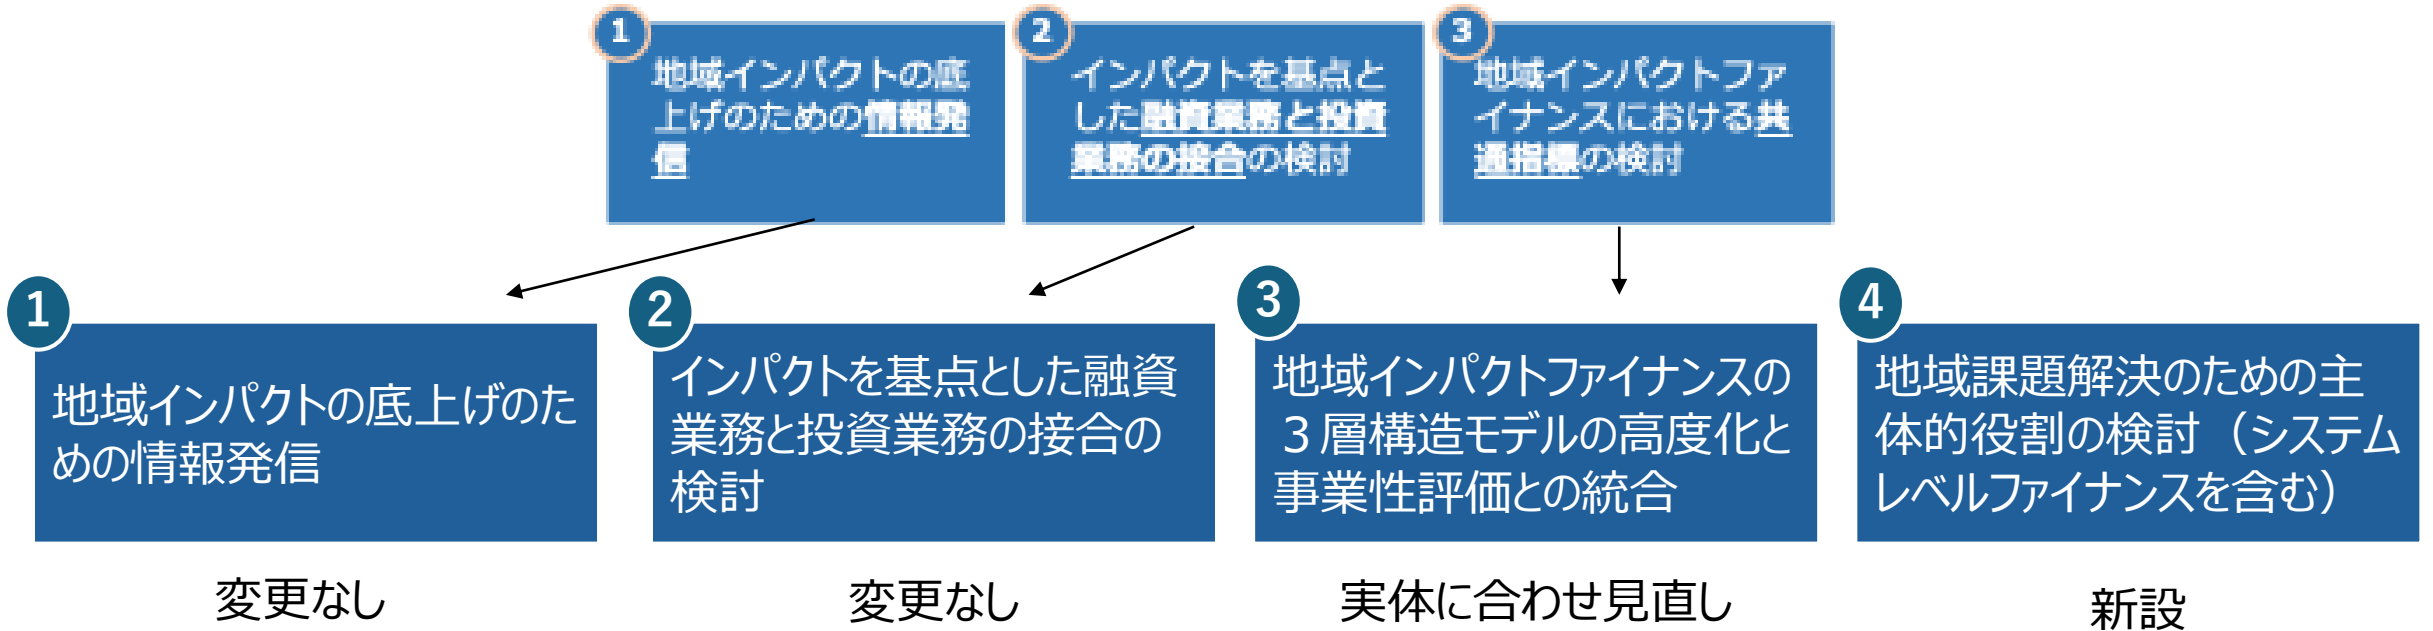 1
地域インパクトの底
上げのための情報発
信
2
インパクトを基点と
した融資業務と投資
業務の接合の検討
3
地域インパクトファ
イナンスにおける共
通指標の検討
1
地域インパクトの底上げのた
めの情報発信
変更なし
2
インパクトを基点とした融資
業務と投資業務の接合の
検討
変更なし
3
地域インパクトファイナンスの
3層構造モデルの高度化と
事業性評価との統合
実体に合わせ見直し
4
地域課題解決のための主
体的役割の検討（システム
レベルファイナンスを含む）
新設